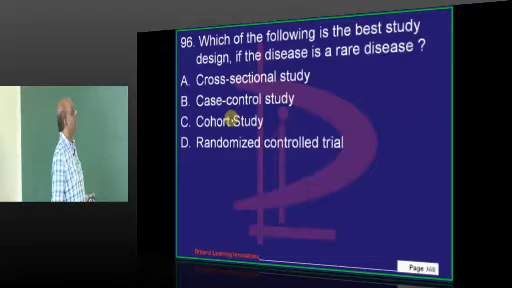 96. Which of the following is the best study
design, if the disease is a rare disease ?
A. Cross-sectional study
B. Case-control study
C. Cohort Study
D. Randomized controlled trial
Page